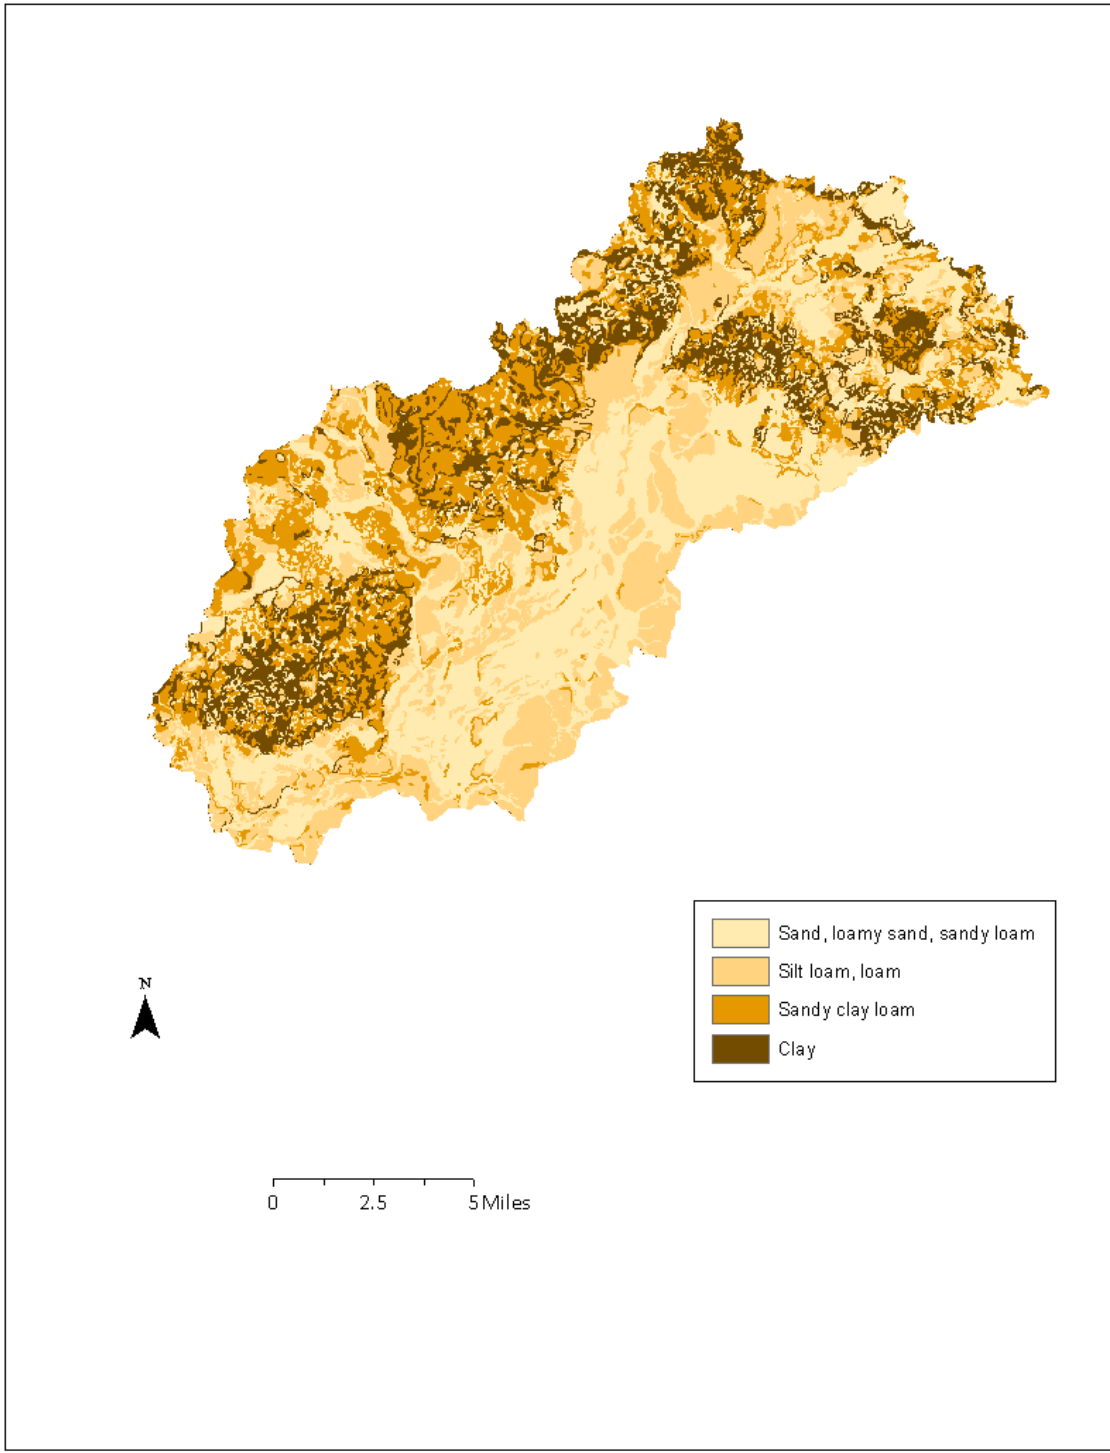 Sand, loamy sand, sandy loam
Silt loam, loam
Sandy clay loam
Clay
N
0 2.5 5 Miles